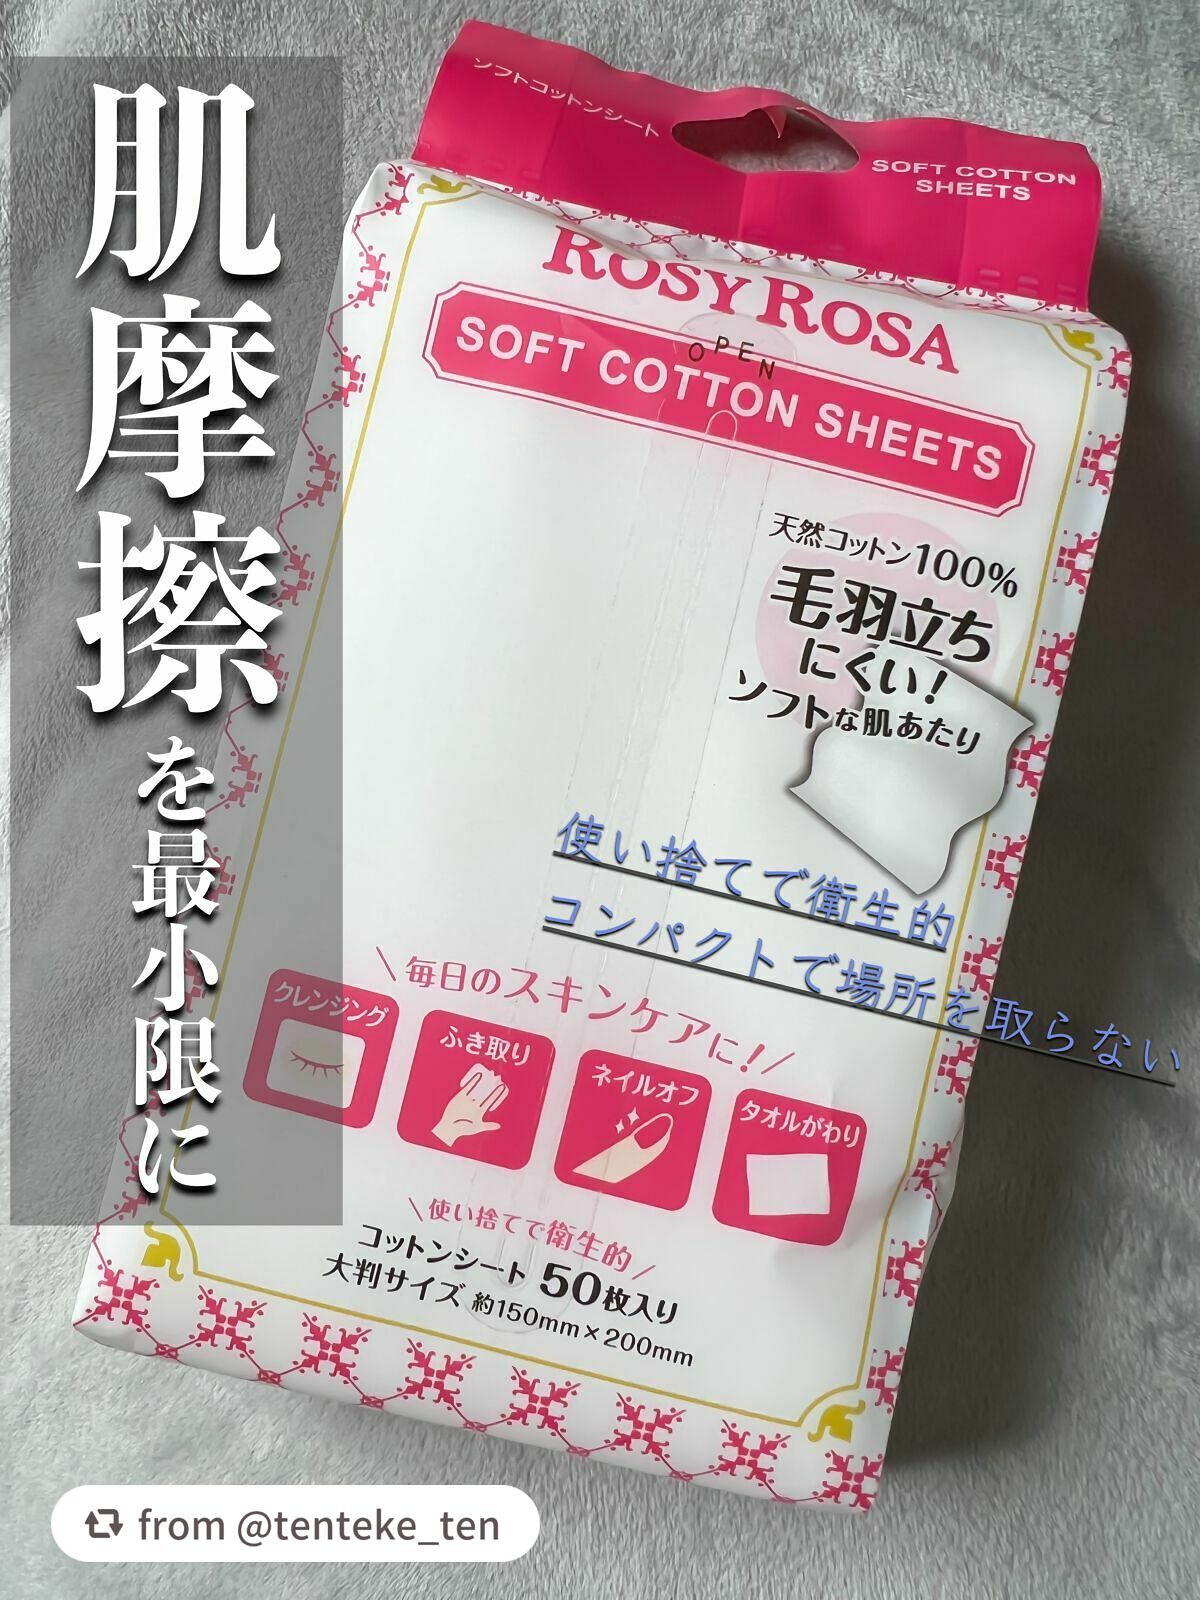 肌摩擦を最小限に
ソフトコットンシート
SOFT COTTON
SHEETS
ROSY ROSA
OPEN
SOFT COTTON SHEETS
天然コットン100%
毛羽立ち
にくい!
ソフトな肌あたり
使い捨てで衛生的
コンパクトで場所を取らない
\毎日のスキンケアに!/
クレンジング
ふき取り
ネイルオフ
タオルがわり
\使い捨てで衛生的/
コットンシート 50枚入り
大判サイズ 約150mm×200mm
from @tenteke_ten